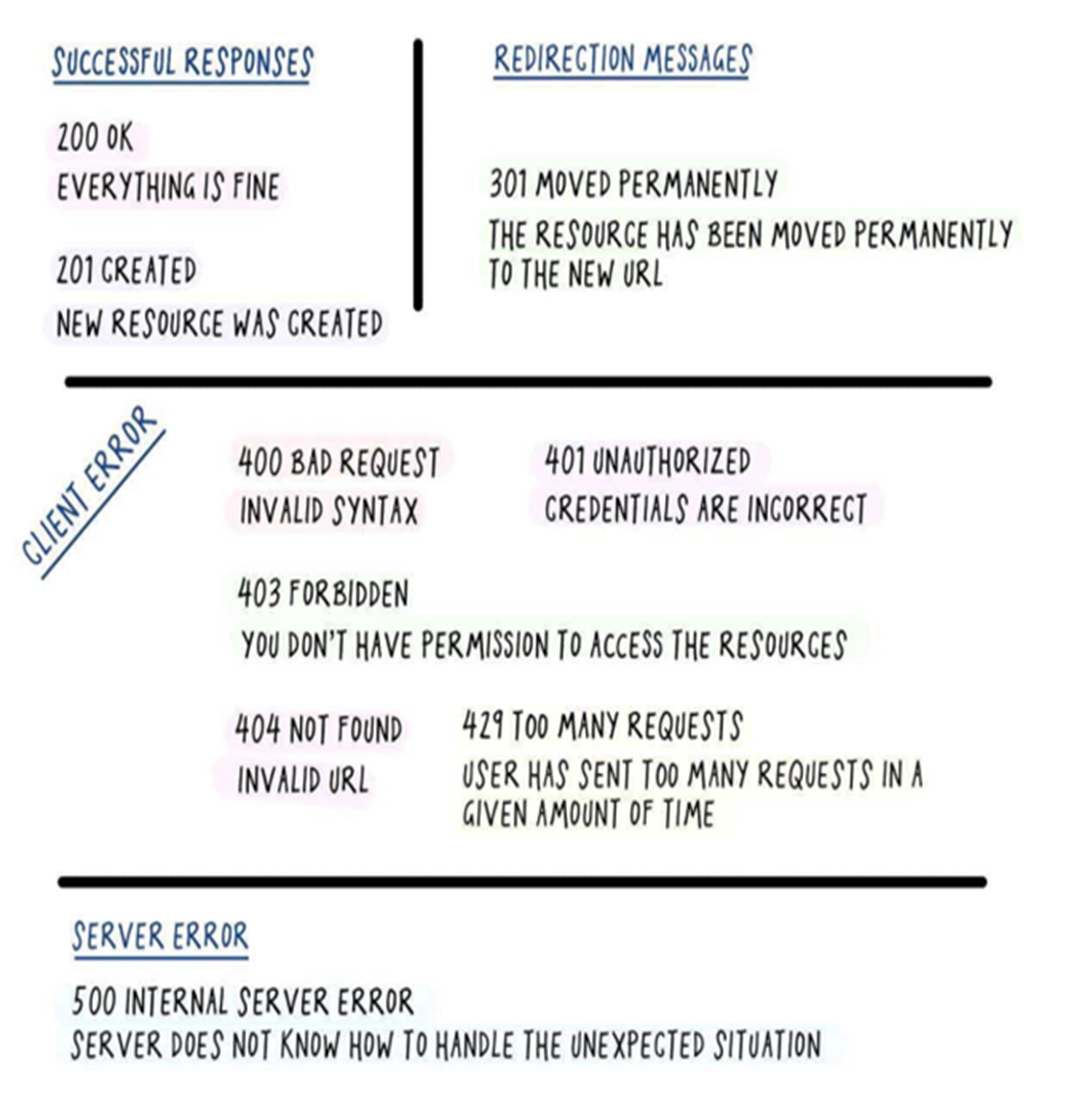 SUCCESSFUL RESPONSES
200 OK
EVERYTHING IS FINE
201 CREATED
NEW RESOURCE WAS CREATED
REDIRECTION MESSAGES
301 MOVED PERMANENTLY
THE RESOURCE HAS BEEN MOVED PERMANENTLY
TO THE NEW URL
CLIENT ERROR
400 BAD REQUEST
INVALID SYNTAX
401 UNAUTHORIZED
CREDENTIALS ARE INCORRECT
403 FORBIDDEN
YOU DON'T HAVE PERMISSION TO ACCESS THE RESOURCES
404 NOT FOUND
INVALID URL
429 TOO MANY REQUESTS
USER HAS SENT TOO MANY REQUESTS IN A
GIVEN AMOUNT OF TIME
SERVER ERROR
500 INTERNAL SERVER ERROR
SERVER DOES NOT KNOW HOW TO HANDLE THE UNEXPECTED SITUATION